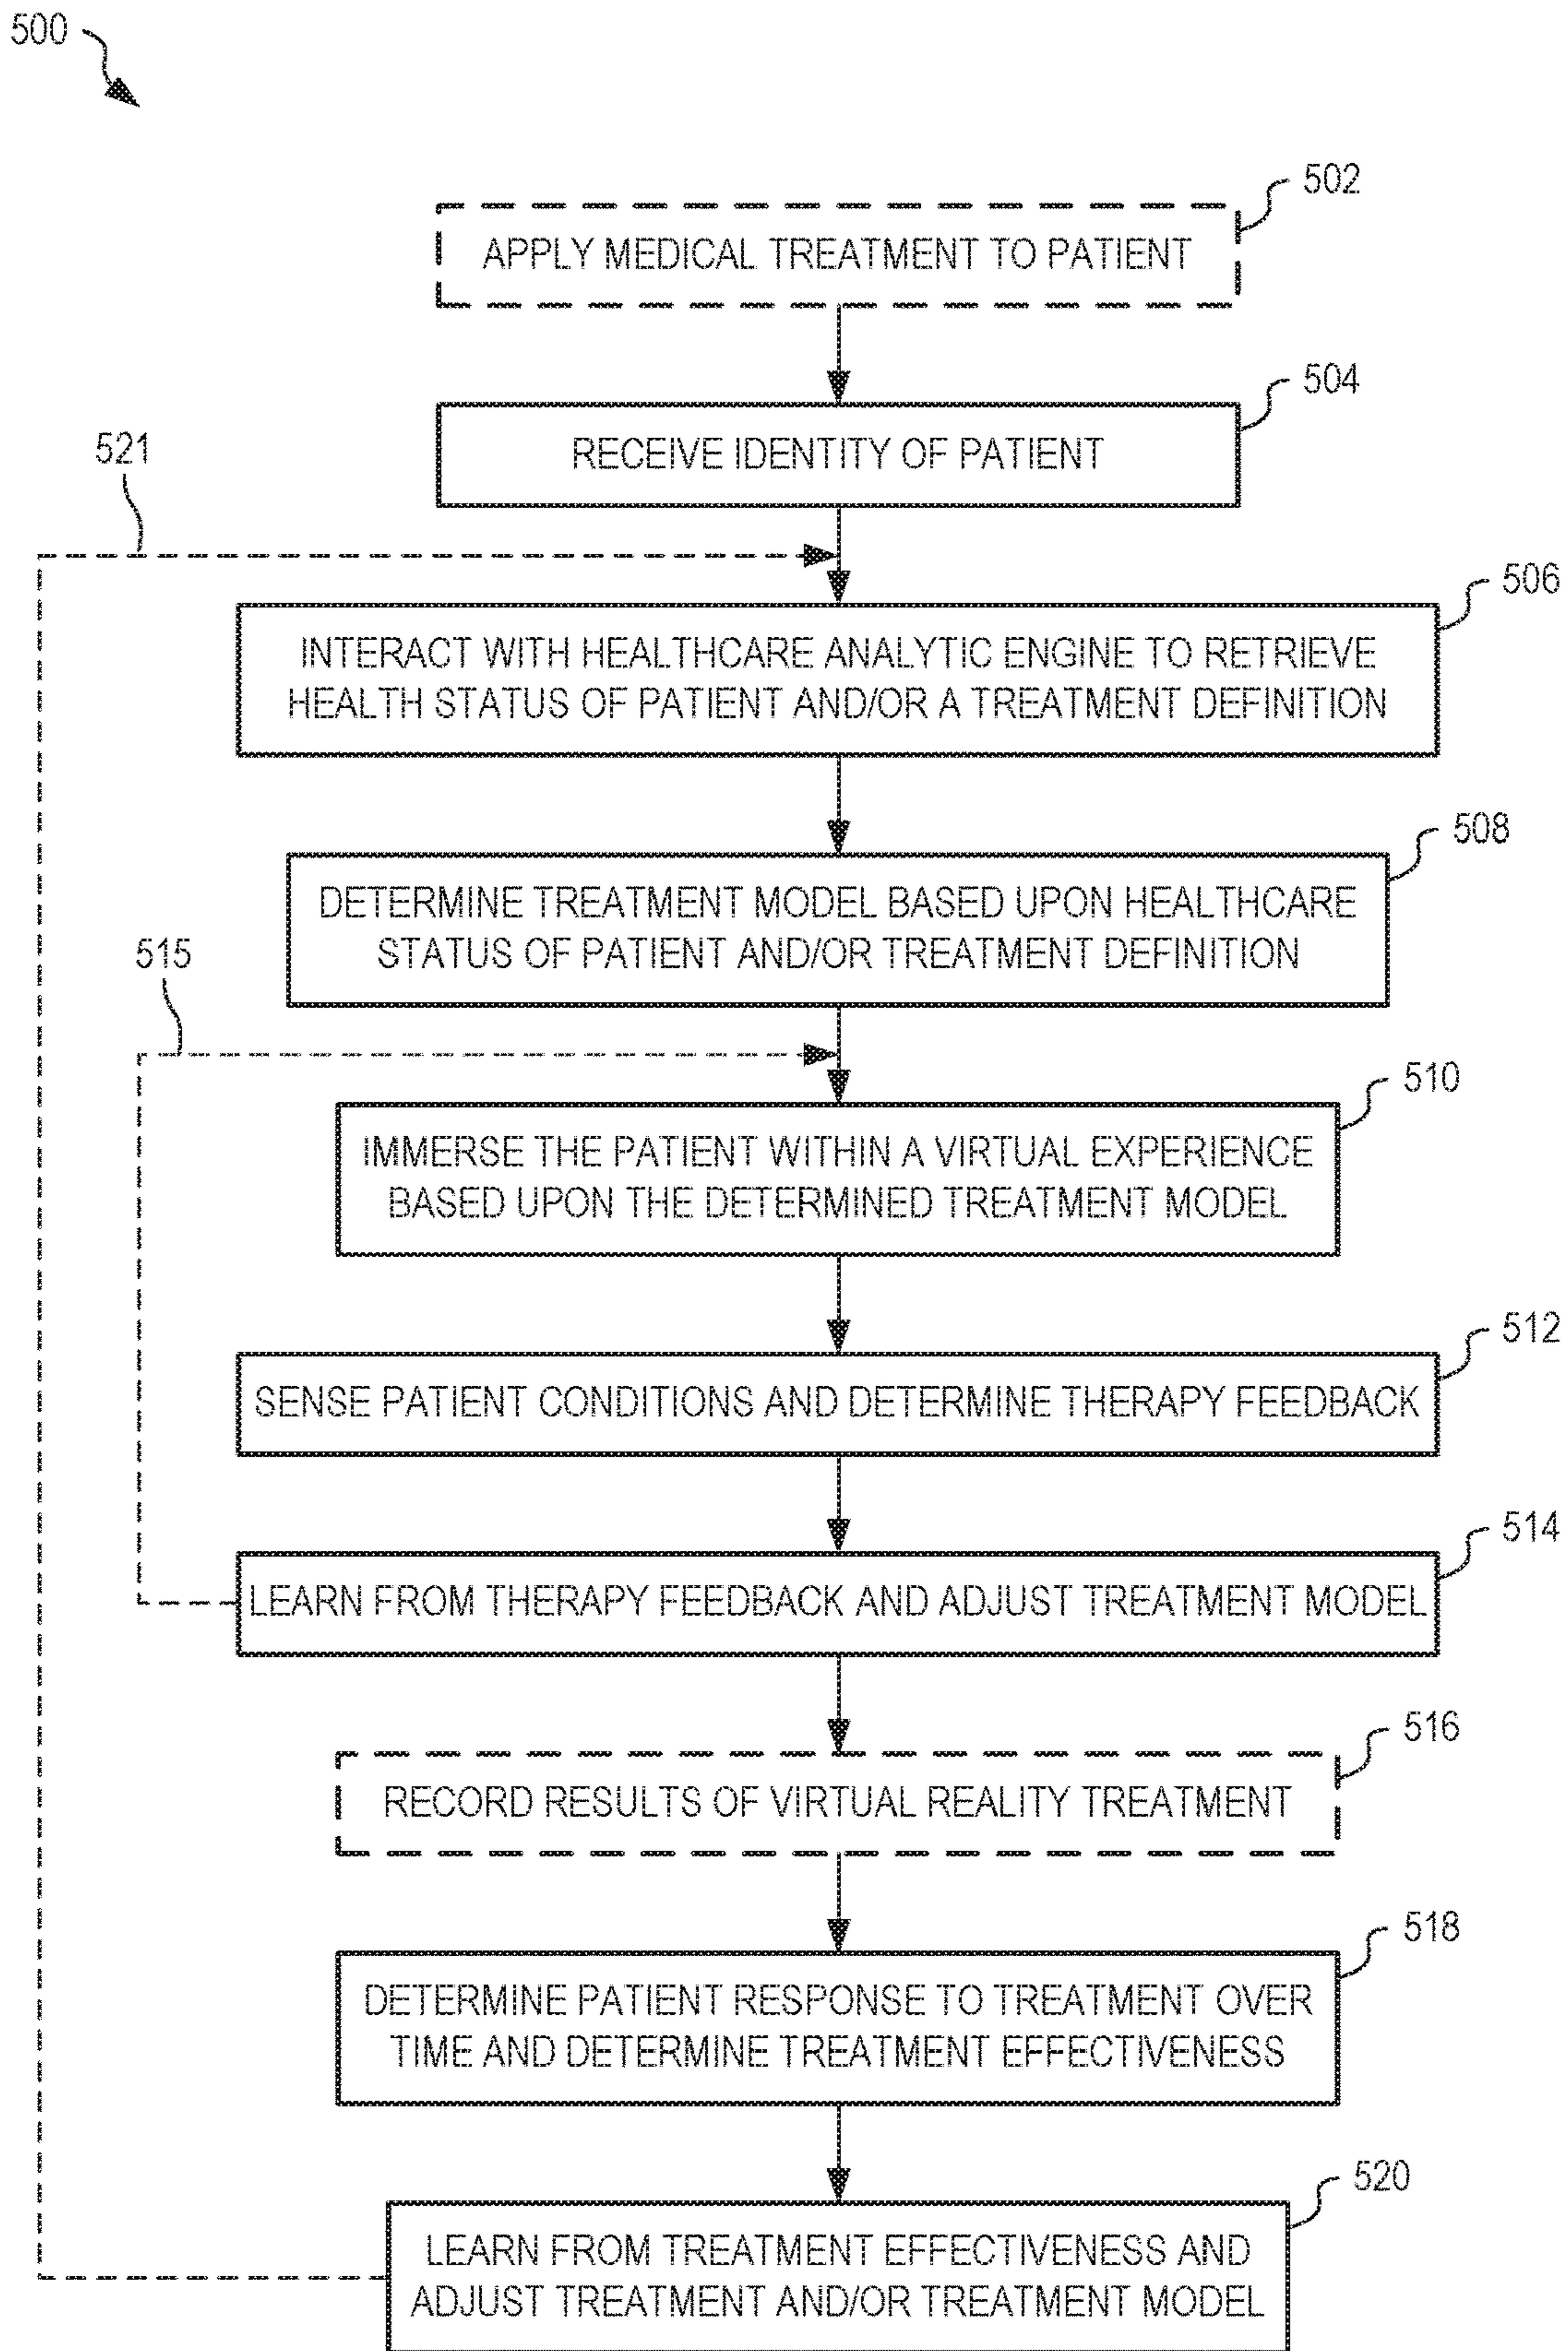 500
502
APPLY MEDICAL TREATMENT TO PATIENT
504
RECEIVE IDENTITY OF PATIENT
521
506
INTERACT WITH HEALTHCARE ANALYTIC ENGINE TO RETRIEVE
HEALTH STATUS OF PATIENT AND/OR A TREATMENT DEFINITION
508
DETERMINE TREATMENT MODEL BASED UPON HEALTHCARE
STATUS OF PATIENT AND/OR TREATMENT DEFINITION
515
510
IMMERSE THE PATIENT WITHIN A VIRTUAL EXPERIENCE
BASED UPON THE DETERMINED TREATMENT MODEL
512
SENSE PATIENT CONDITIONS AND DETERMINE THERAPY FEEDBACK
514
LEARN FROM THERAPY FEEDBACK AND ADJUST TREATMENT MODEL
516
RECORD RESULTS OF VIRTUAL REALITY TREATMENT
518
DETERMINE PATIENT RESPONSE TO TREATMENT OVER
TIME AND DETERMINE TREATMENT EFFECTIVENESS
520
LEARN FROM TREATMENT EFFECTIVENESS AND
ADJUST TREATMENT AND/OR TREATMENT MODEL